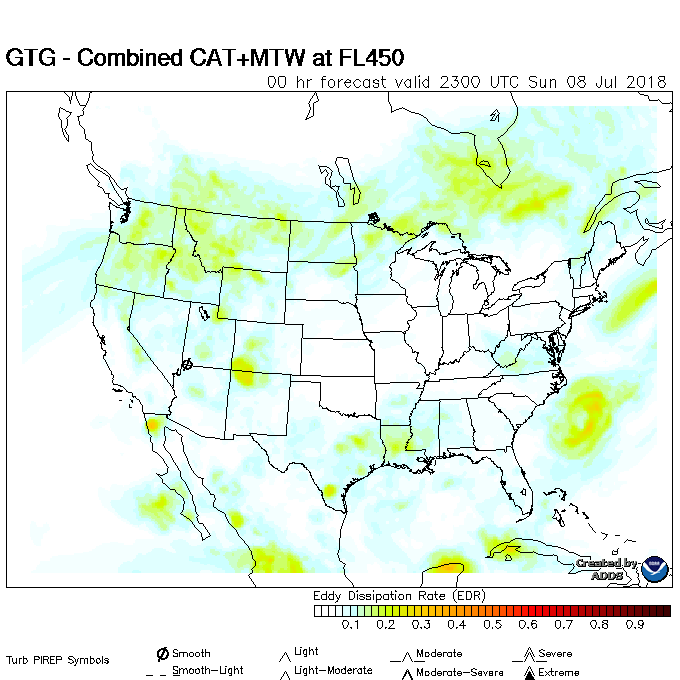 GTG - Combined CAT+MTW at FL450
00 hr forecast valid 2300 UTC Sun 08 Jul 2018
Created by
ADDS
Eddy Dissipation Rate (EDR)
0.1 0.2 0.3 0.4 0.5 0.6 0.7 0.8 0.9
Turb PIREP Symbols
Smooth Light Moderate Severe
Smooth-Light Light-Moderate Moderate-Severe Extreme